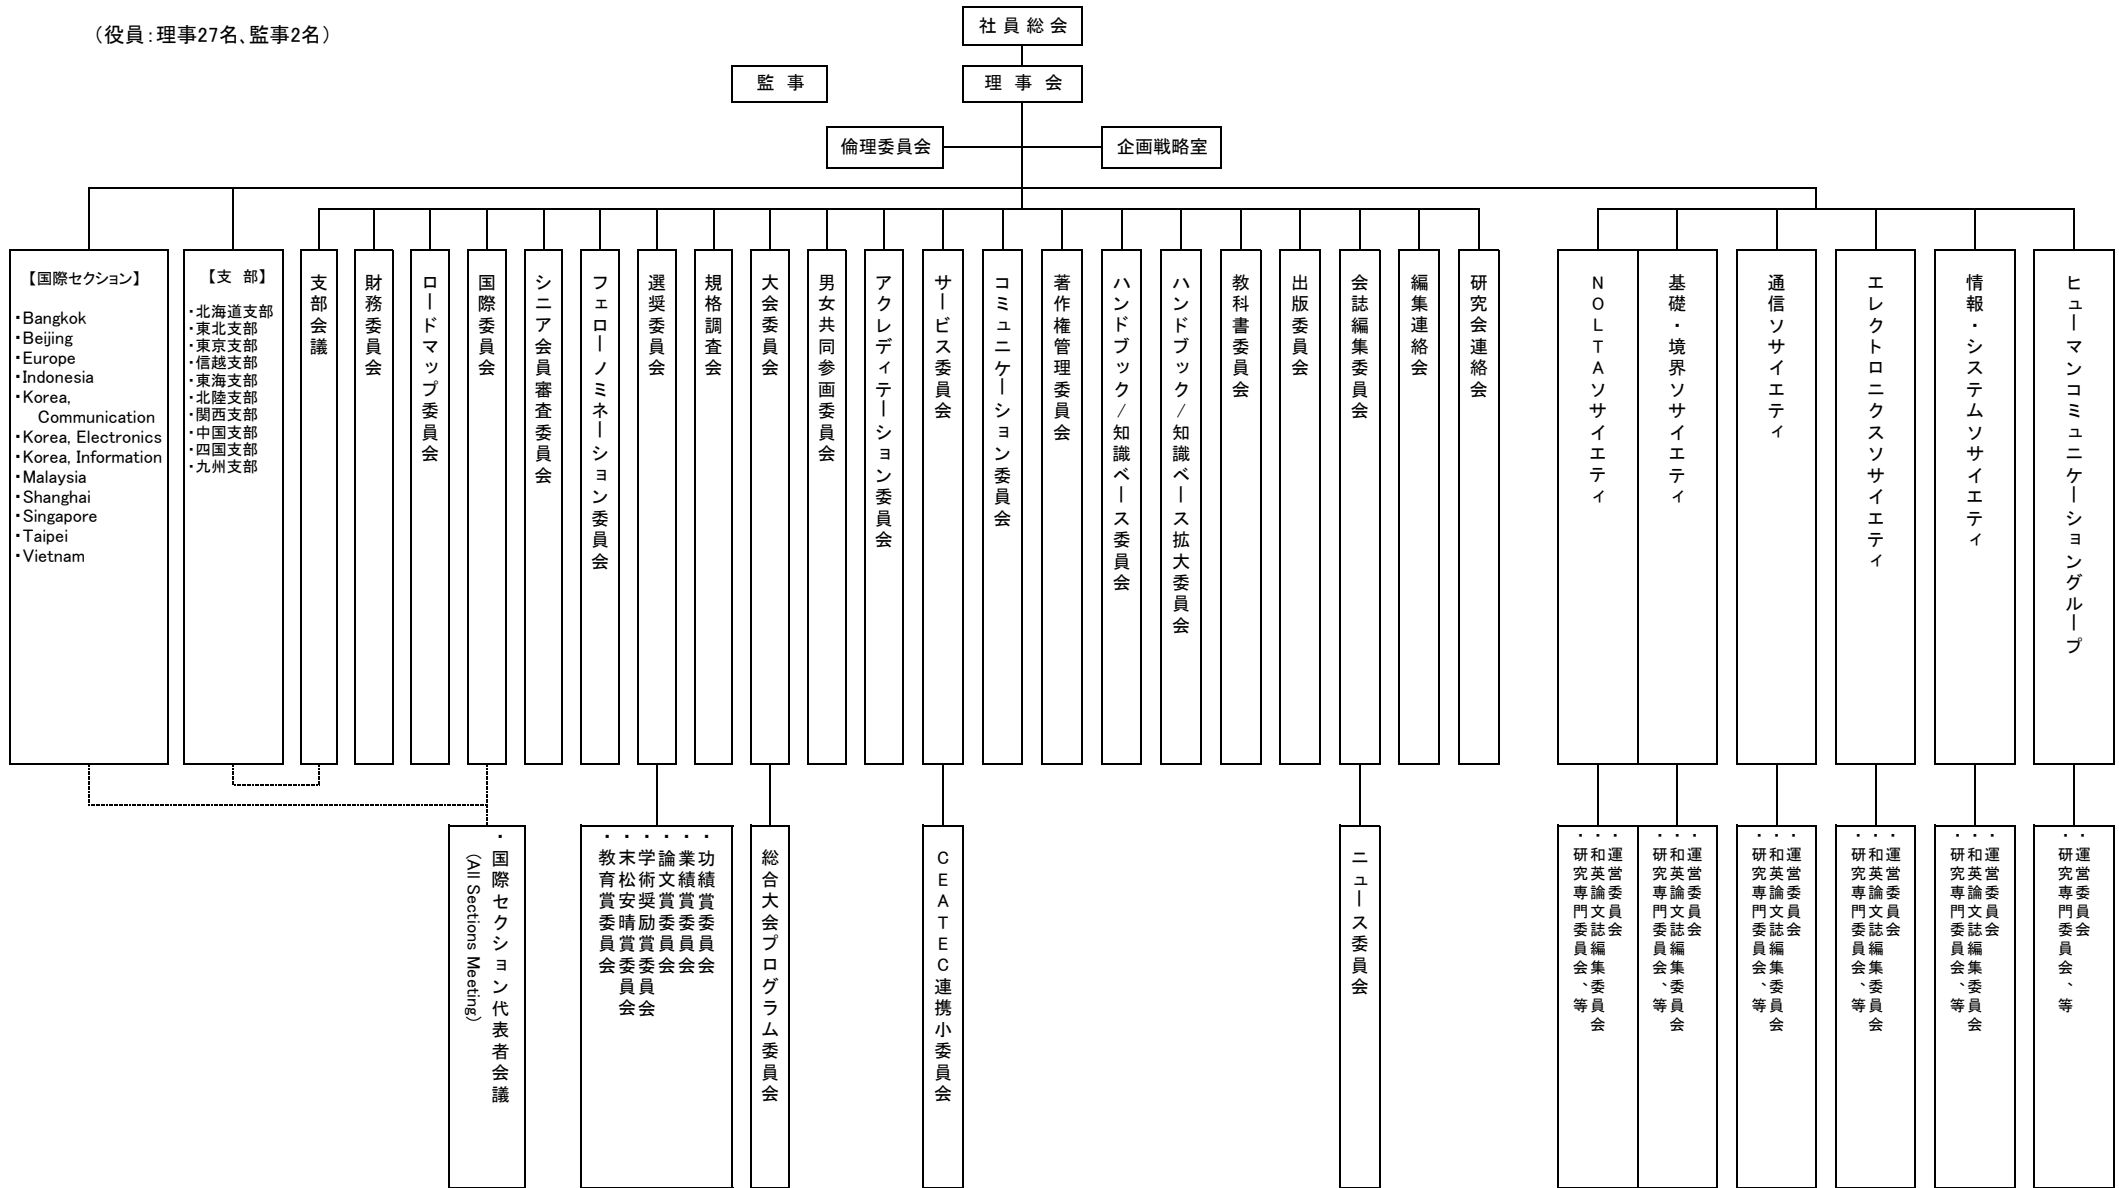 （役員：理事27名、監事2名）
社員総会
監　事
理　事　会
倫理委員会
企画戦略室
【国際セクション】
・Bangkok
・Beijing
・Europe
・Indonesia
・Korea,
Communication
・Korea, Electronics
・Korea, Information
・Malaysia
・Shanghai
・Singapore
・Taipei
・Vietnam
【支　部】
・北海道支部
・東北支部
・東京支部
・信越支部
・東海支部
・北陸支部
・関西支部
・中国支部
・四国支部
・九州支部
支部会議
財務委員会
ロードマップ委員会
国際委員会
シニア会員審査委員会
フェローノミネーション委員会
選奨委員会
規格調査会
大会委員会
男女共同参画委員会
アクレディテーション委員会
サービス委員会
コミュニケーション委員会
著作権管理委員会
ハンドブック/知識ベース委員会
ハンドブック/知識ベース拡大委員会
教科書委員会
出版委員会
会誌編集委員会
編集連絡会
研究会連絡会
NOLTAソサイエティ
基礎・境界ソサイエティ
通信ソサイエティ
エレクトロニクスソサイエティ
情報・システムソサイエティ
ヒューマンコミュニケーショングループ
・国際セクション代表者会議
(All Sections Meeting)
・功績賞委員会
・業績賞委員会
・論文賞委員会
・学術奨励賞委員会
・末松安晴賞委員会
・教育賞委員会
総合大会プログラム委員会
CEATEC連携小委員会
ニュース委員会
・運営委員会
・和英論文誌編集委員会
・研究専門委員会、等
・運営委員会
・和英論文誌編集委員会
・研究専門委員会、等
・運営委員会
・和英論文誌編集委員会
・研究専門委員会、等
・運営委員会
・和英論文誌編集委員会
・研究専門委員会、等
・運営委員会
・和英論文誌編集委員会
・研究専門委員会、等
・運営委員会
・研究専門委員会、等